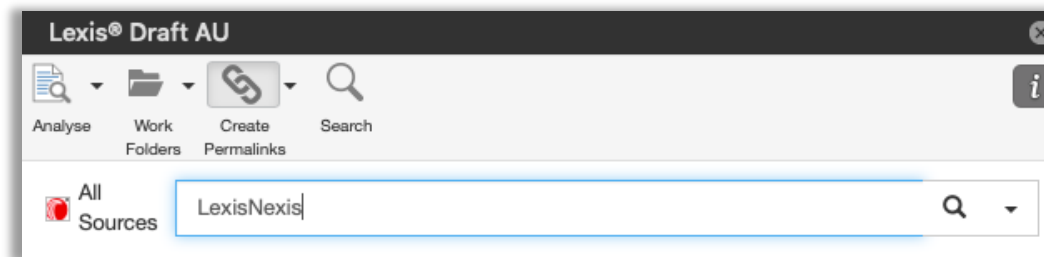 Lexis® Draft AU
i
Analyse
Work Folders
Create Permalinks
Search
All Sources
LexisNexis